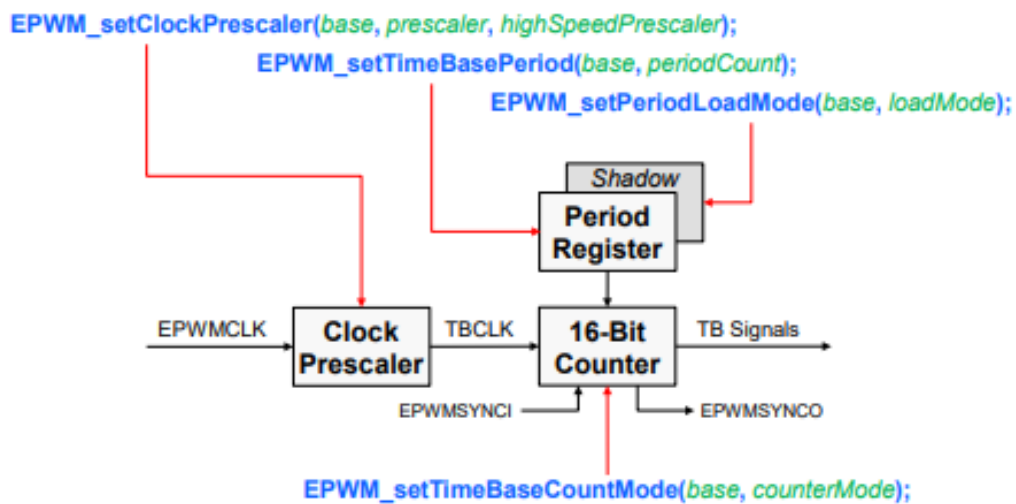 EPWM_setClockPrescaler(base, prescaler, highSpeedPrescaler);
EPWM_setTimeBasePeriod(base, periodCount);
EPWM_setPeriodLoadMode(base, loadMode);
Shadow
Period
Register
EPWMCLK
Clock
Prescaler
TBCLK
16-Bit
Counter
TB Signals
EPWMSYNCI
EPWMSYNCO
EPWM_setTimeBaseCountMode(base, counterMode);